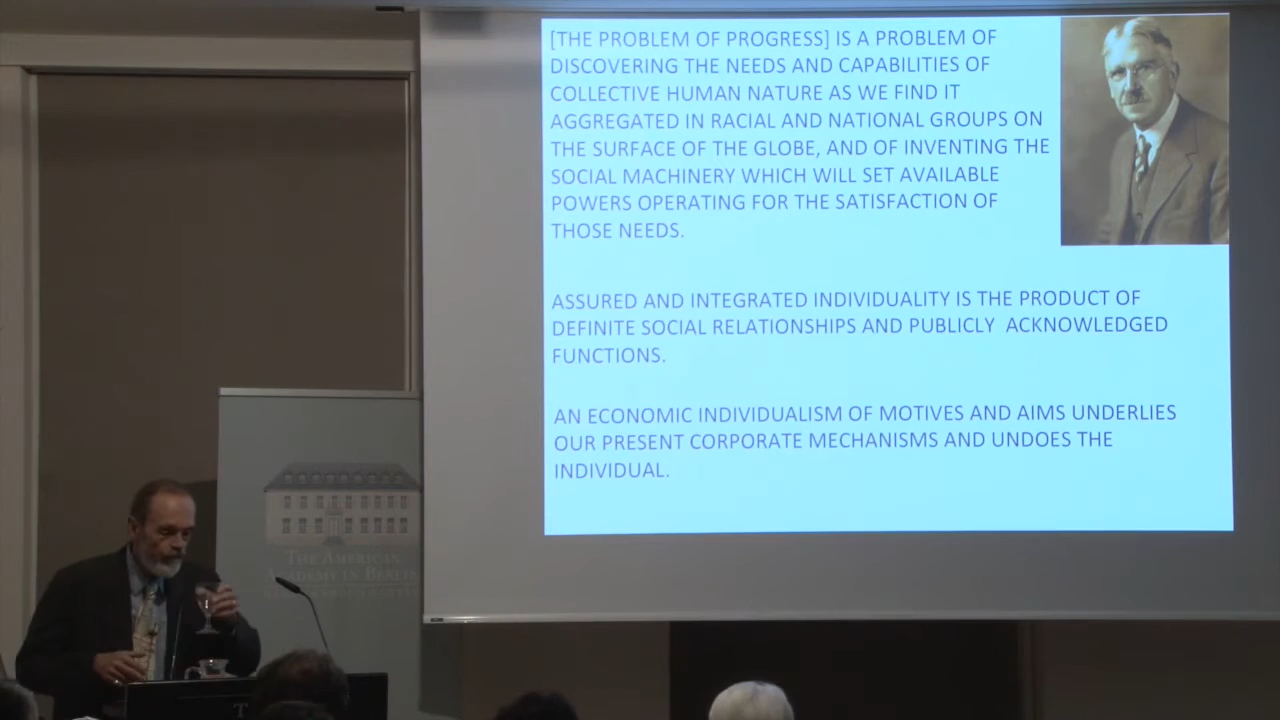 [THE PROBLEM OF PROGRESS] IS A PROBLEM OF
DISCOVERING THE NEEDS AND CAPABILITIES OF
COLLECTIVE HUMAN NATURE AS WE FIND IT
AGGREGATED IN RACIAL AND NATIONAL GROUPS ON
THE SURFACE OF THE GLOBE, AND OF INVENTING THE
SOCIAL MACHINERY WHICH WILL SET AVAILABLE
POWERS OPERATING FOR THE SATISFACTION OF
THOSE NEEDS.
ASSURED AND INTEGRATED INDIVIDUALITY IS THE PRODUCT OF
DEFINITE SOCIAL RELATIONSHIPS AND PUBLICLY ACKNOWLEDGED
FUNCTIONS.
AN ECONOMIC INDIVIDUALISM OF MOTIVES AND AIMS UNDERLIES
OUR PRESENT CORPORATE MECHANISMS AND UNDOES THE
INDIVIDUAL.
THE AMERICAN
ACADEMY IN BERLIN
T